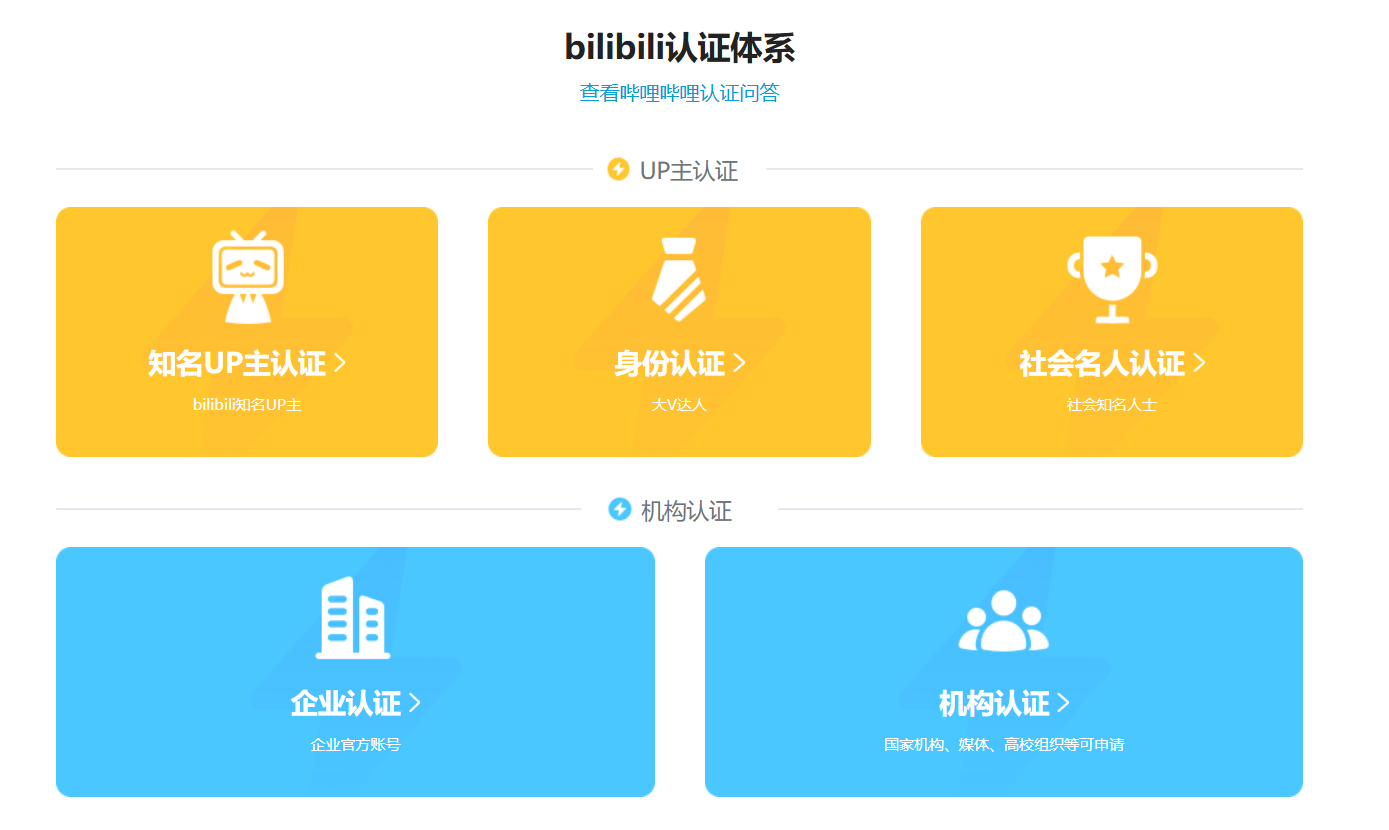 bilibili认证体系
查看哔哩哔哩认证问答
UP主认证
知名UP主认证
bilibili知名UP主
身份认证
大V达人
社会名人认证
社会知名人士
机构认证
企业认证
企业官方账号
机构认证
国家机构、媒体、高校组织等可申请